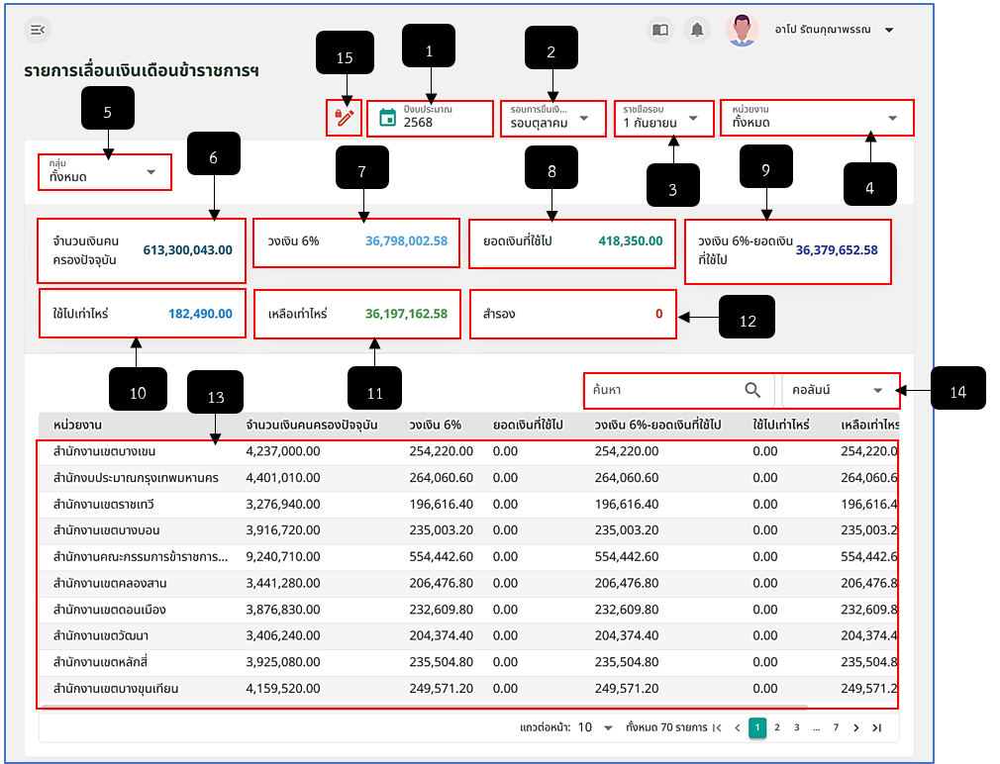 อาโป รัตนกุณาพรรณ
รายการเลื่อนเงินเดือนข้าราชการฯ
15
1
2
5
6
7
8
9
3
4
ปีงบประมาณ
2568
รอบการขึ้นเงิ...
รอบตุลาคม
ราชชื่อรอบ
1 กันยายน
หน่วยงาน
ทั้งหมด
กลุ่ม
ทั้งหมด
จำนวนเงินคน
ครองปัจจุบัน
613,300,043.00
วงเงิน 6% 36,798,002.58
ยอดเงินที่ใช้ไป 418,350.00
วงเงิน 6%-ยอดเงิน
ที่ใช้ไป
36,379,652.58
ใช้ไปเท่าไหร่ 182,490.00
เหลือเท่าไหร่ 36,197,162.58
สำรอง 0
12
10
13
11
14
ค้นหา
คอลัมน์
หน่วยงาน จำนวนเงินคนครองปัจจุบัน วงเงิน 6% ยอดเงินที่ใช้ไป วงเงิน 6%-ยอดเงินที่ใช้ไป ใช้ไปเท่าไหร่ เหลือเท่าไหร
สำนักงานเขตบางเขน 4,237,000.00 254,220.00 0.00 254,220.00 0.00 254,220.0
สำนักงบประมาณกรุงเทพมหานคร 4,401,010.00 264,060.60 0.00 264,060.60 0.00 264,060.6
สำนักงานเขตราชเทวี 3,276,940.00 196,616.40 0.00 196,616.40 0.00 196,616.4
สำนักงานเขตบางบอน 3,916,720.00 235,003.20 0.00 235,003.20 0.00 235,003.2
สำนักงานคณะกรรมการข้าราชการ... 9,240,710.00 554,442.60 0.00 554,442.60 0.00 554,442.6
สำนักงานเขตคลองสาน 3,441,280.00 206,476.80 0.00 206,476.80 0.00 206,476.8
สำนักงานเขตดอนเมือง 3,876,830.00 232,609.80 0.00 232,609.80 0.00 232,609.8
สำนักงานเขตวัฒนา 3,406,240.00 204,374.40 0.00 204,374.40 0.00 204,374.4
สำนักงานเขตหลักสี่ 3,925,080.00 235,504.80 0.00 235,504.80 0.00 235,504.8
สำนักงานเขตบางขุนเทียน 4,159,520.00 249,571.20 0.00 249,571.20 0.00 249,571.2
แถวต่อหน้า: 10 ทั้งหมด 70 รายการ 1 2 3 ... 7